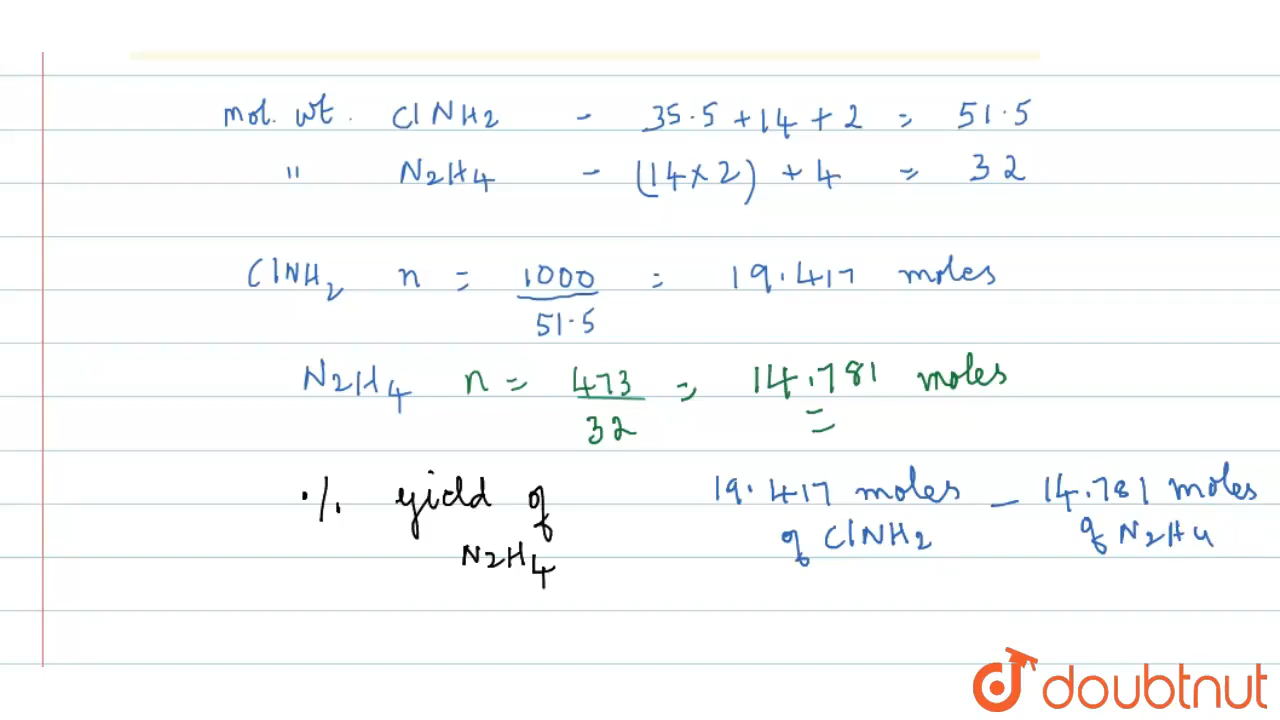 mol. wt. ClNH2 - 35.5 + 14 + 2 = 51.5
" N2H4 - (14 × 2) + 4 = 32
ClNH2 n = 1000/51.5 = 19.417 moles
N2H4 n = 473/32 = 14.781 moles
% yield of N2H4
19.417 moles of ClNH2 - 14.781 moles of N2H4
doubtnut